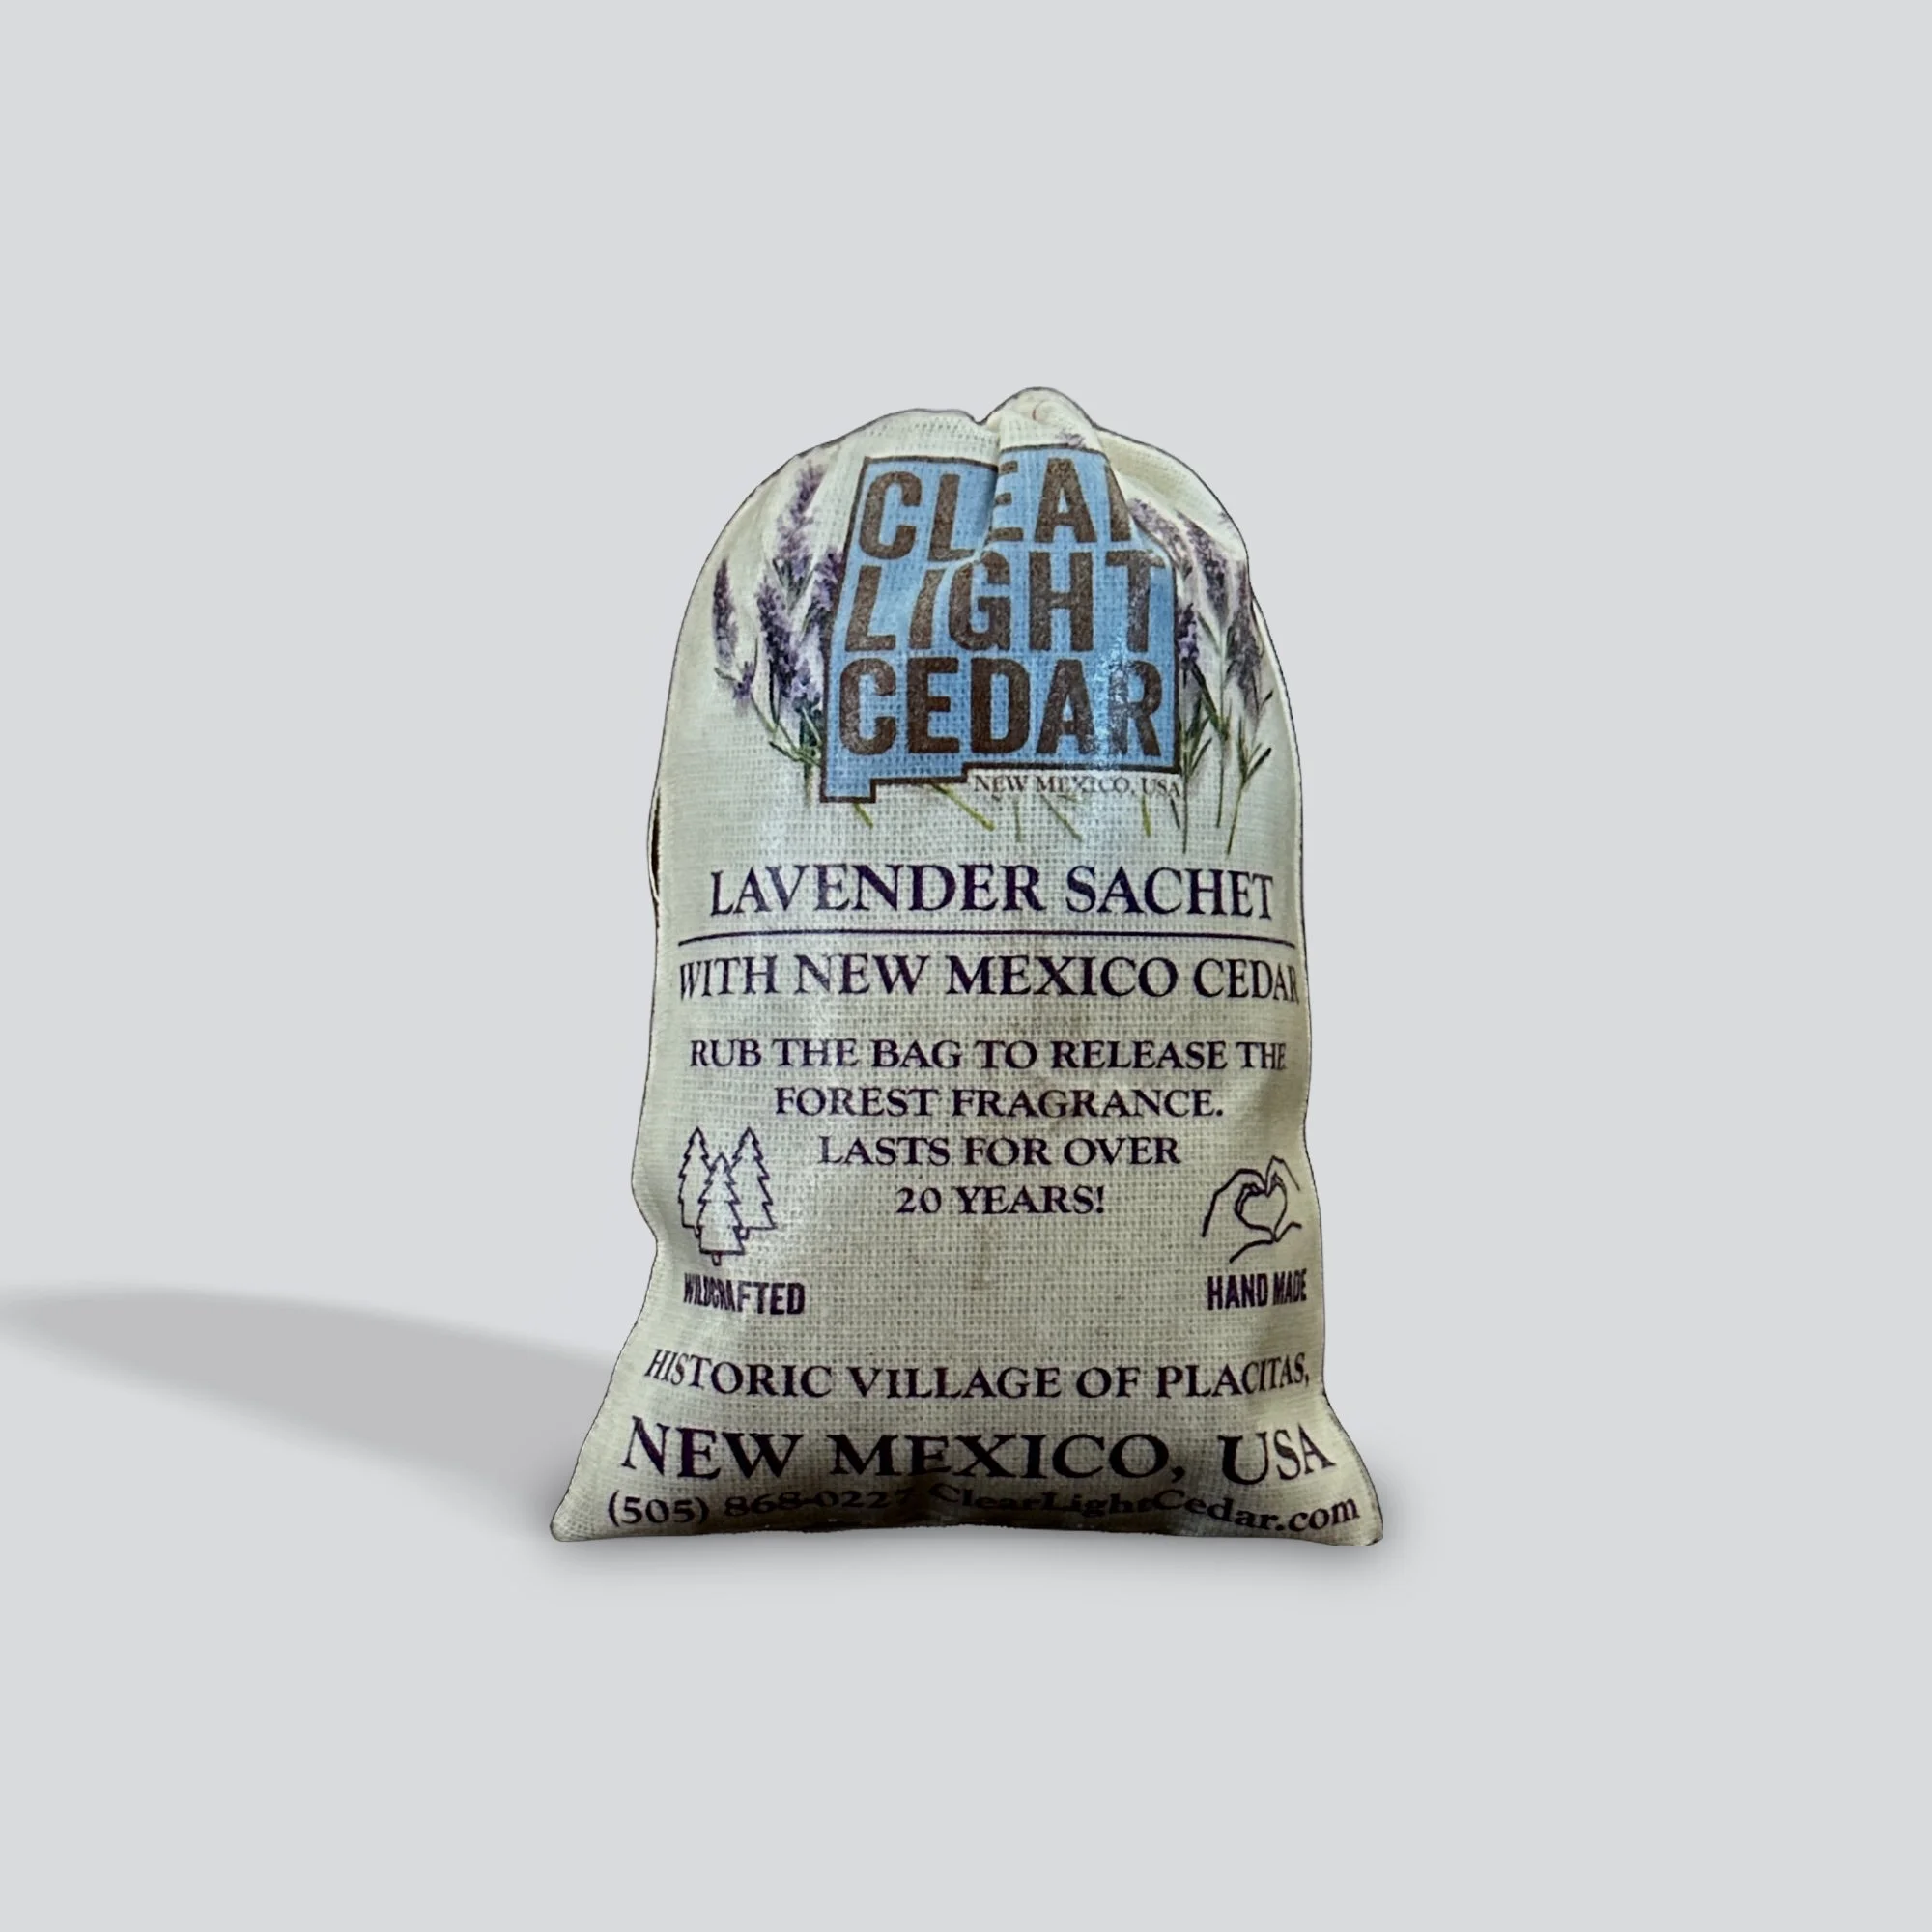 CLEAR
LIGHT
CEDAR
NEW MEXICO, USA
LAVENDER SACHET
WITH NEW MEXICO CEDAR
RUB THE BAG TO RELEASE THE
FOREST FRAGRANCE.
LASTS FOR OVER
20 YEARS!
WILDCRAFTED
HAND MADE
HISTORIC VILLAGE OF PLACITAS,
NEW MEXICO, USA
(505) 868-0227 ClearLightCedar.com